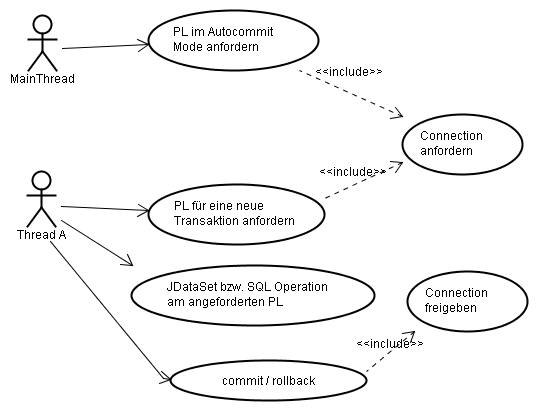 PL im Autocommit
Mode anfordern
MainThread
<<include>>
Connection
anfordern
<<include>>
PL für eine neue
Transaktion anfordern
Thread A
JDataSet bzw. SQL Operation
am angeforderten PL
Connection
freigeben
<<include>>
commit / rollback